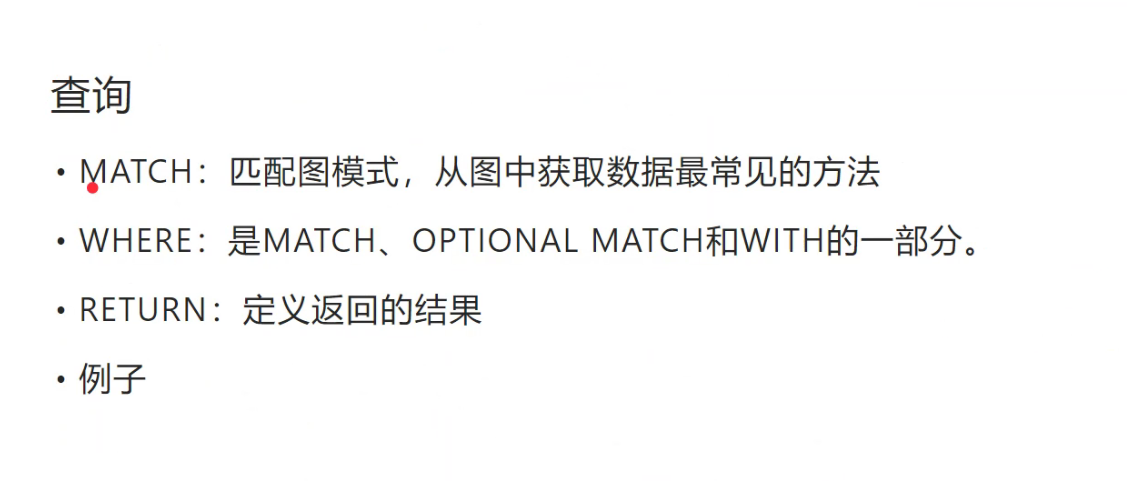 查询
• MATCH：匹配图模式，从图中获取数据最常见的方法
• WHERE：是MATCH、OPTIONAL MATCH和WITH的一部分。
• RETURN：定义返回的结果
• 例子